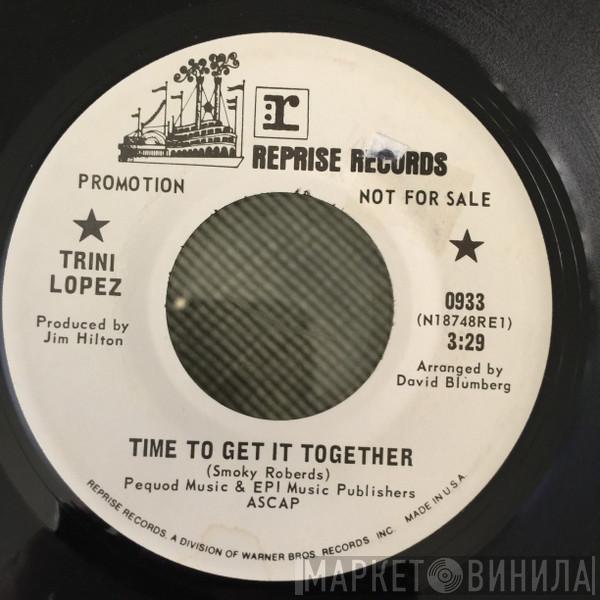 r:
REPRISE RECORDS
PROMOTION
NOT FOR SALE
TRINI
LOPEZ
Produced by
Jim Hilton
0933
(N18748RE1)
3:29
Arranged by
David Blumberg
TIME TO GET IT TOGETHER
(Smoky Roberds)
Pequod Music & EPI Music Publishers
ASCAP
REPRISE RECORDS, A DIVISION OF WARNER BROS. RECORDS, INC. MADE IN U.S.A.
МАРКЕТ ВИНИЛА